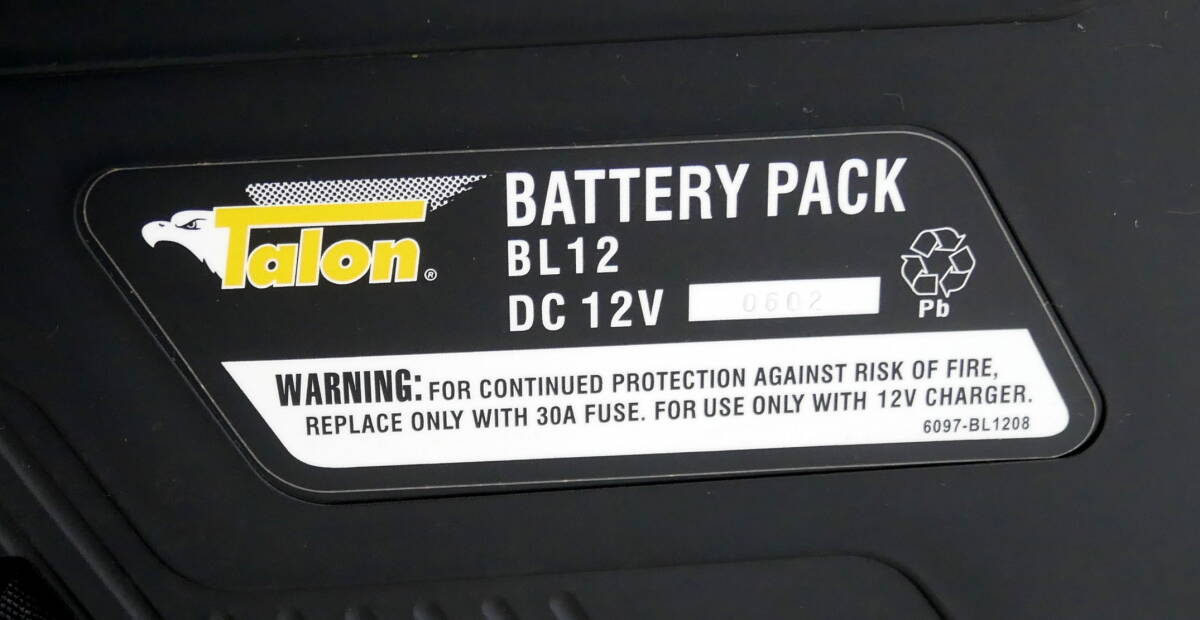 Talon®
BATTERY PACK
BL12
DC 12V 0602
Pb
WARNING: FOR CONTINUED PROTECTION AGAINST RISK OF FIRE,
REPLACE ONLY WITH 30A FUSE. FOR USE ONLY WITH 12V CHARGER.
6097-BL1208